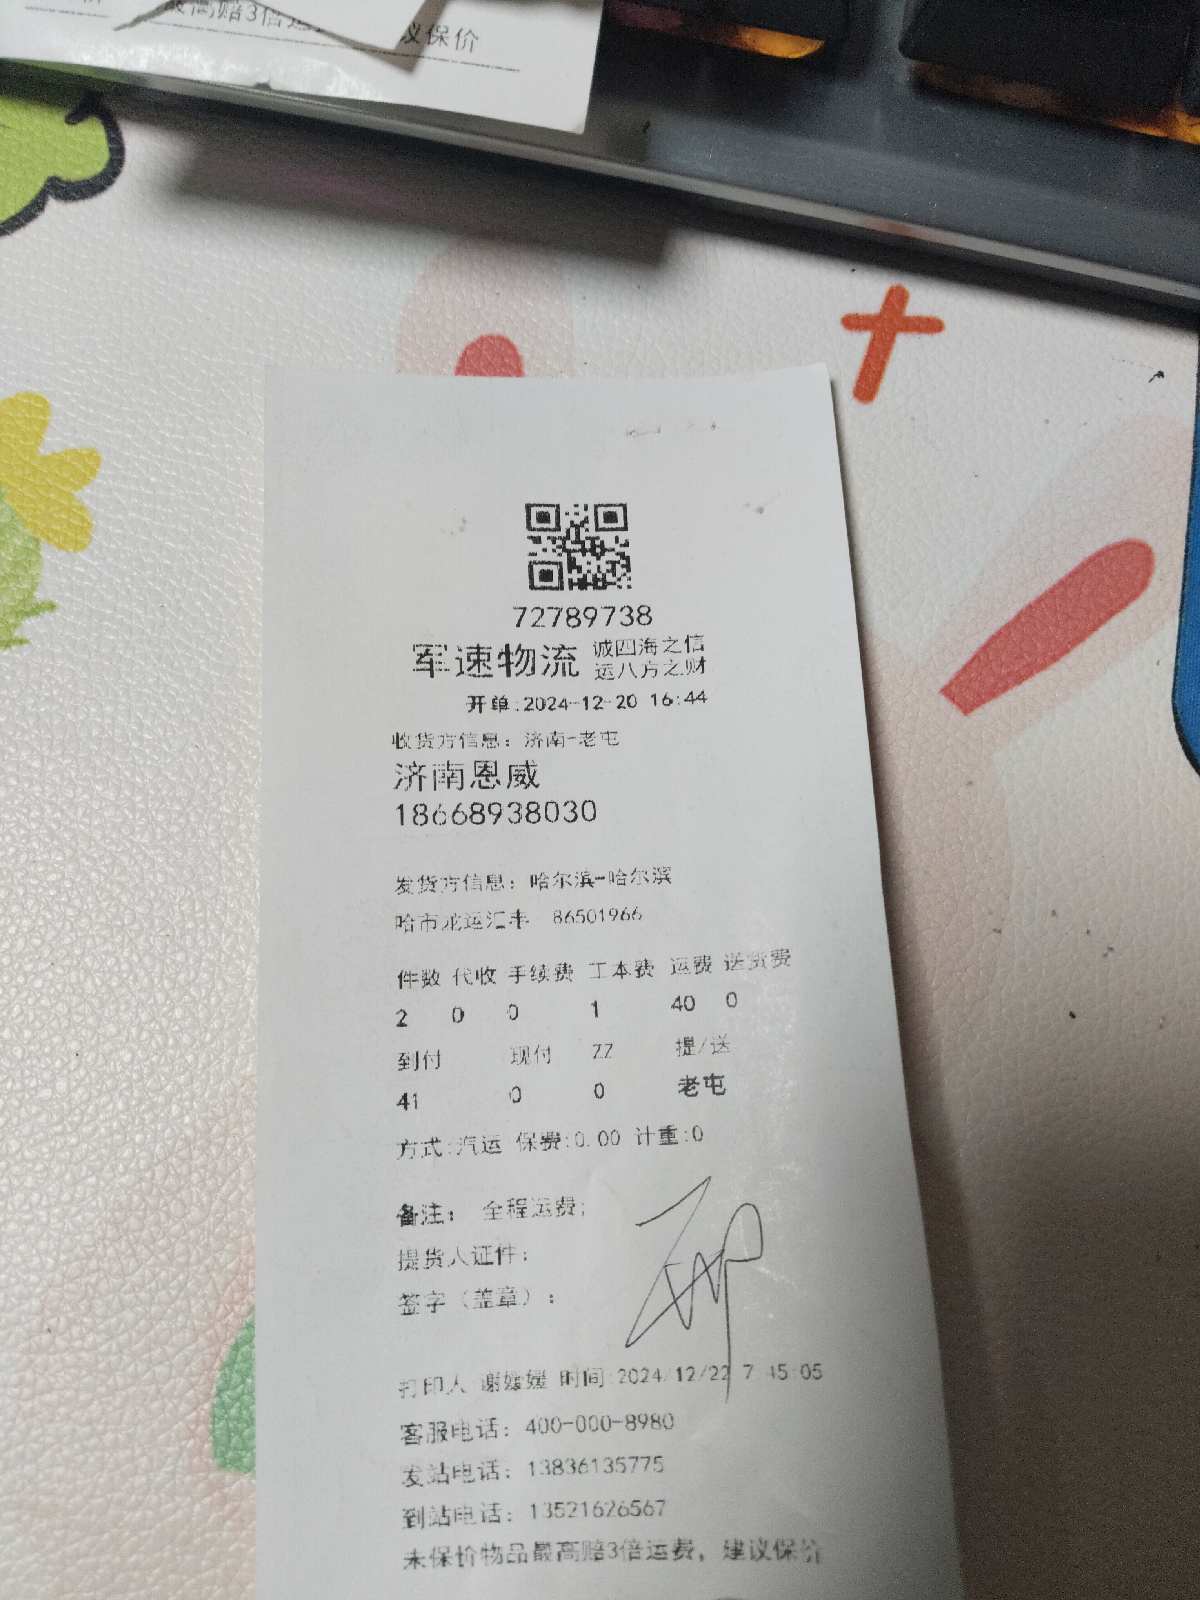 高赔3倍运
议保价
72789738
军速物流 诚四海之信
运八方之财
开单:2024-12-20 16:44
收货方信息: 济南-老屯
济南恩威
18668938030
发货方信息: 哈尔滨-哈尔滨
哈市龙运汇丰 86501966
件数 代收 手续费 工本费 运费 送货费
2 0 0 1 40 0
到付 现付 ZZ 提/送
41 0 0 老屯
方式:汽运 保费:0.00 计重:0
备注: 全程运费;
提货人证件:
签字(盖章):
打印人 谢媛媛 时间:2024/12/22 7:45:05
客服电话: 400-000-8980
发站电话: 13836135775
到站电话: 13521626567
未保价物品最高赔3倍运费, 建议保价